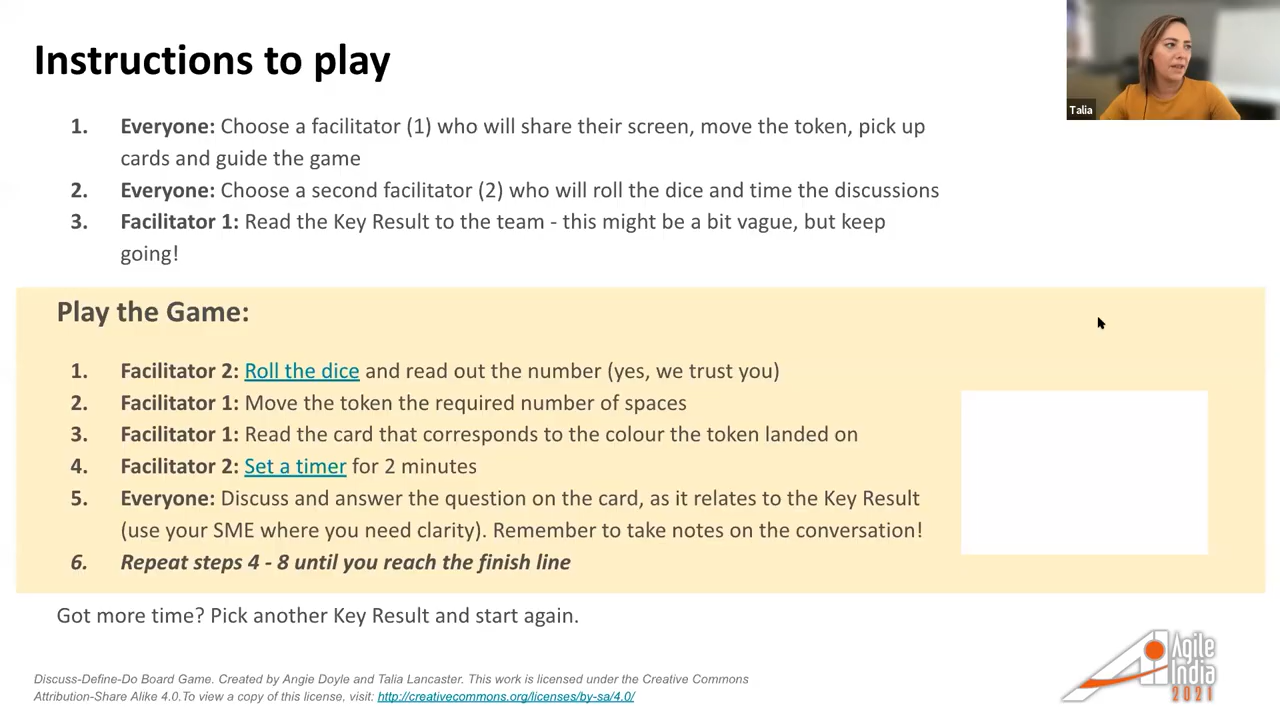 Instructions to play
Talia
1. Everyone: Choose a facilitator (1) who will share their screen, move the token, pick up
cards and guide the game
2. Everyone: Choose a second facilitator (2) who will roll the dice and time the discussions
3. Facilitator 1: Read the Key Result to the team - this might be a bit vague, but keep
going!
Play the Game:
1. Facilitator 2: Roll the dice and read out the number (yes, we trust you)
2. Facilitator 1: Move the token the required number of spaces
3. Facilitator 1: Read the card that corresponds to the colour the token landed on
4. Facilitator 2: Set a timer for 2 minutes
5. Everyone: Discuss and answer the question on the card, as it relates to the Key Result
(use your SME where you need clarity). Remember to take notes on the conversation!
6. Repeat steps 4 - 8 until you reach the finish line
Got more time? Pick another Key Result and start again.
Discuss-Define-Do Board Game. Created by Angie Doyle and Talia Lancaster. This work is licensed under the Creative Commons
Attribution-Share Alike 4.0.To view a copy of this license, visit: http://creativecommons.org/licenses/by-sa/4.0/
Agile
India
2021